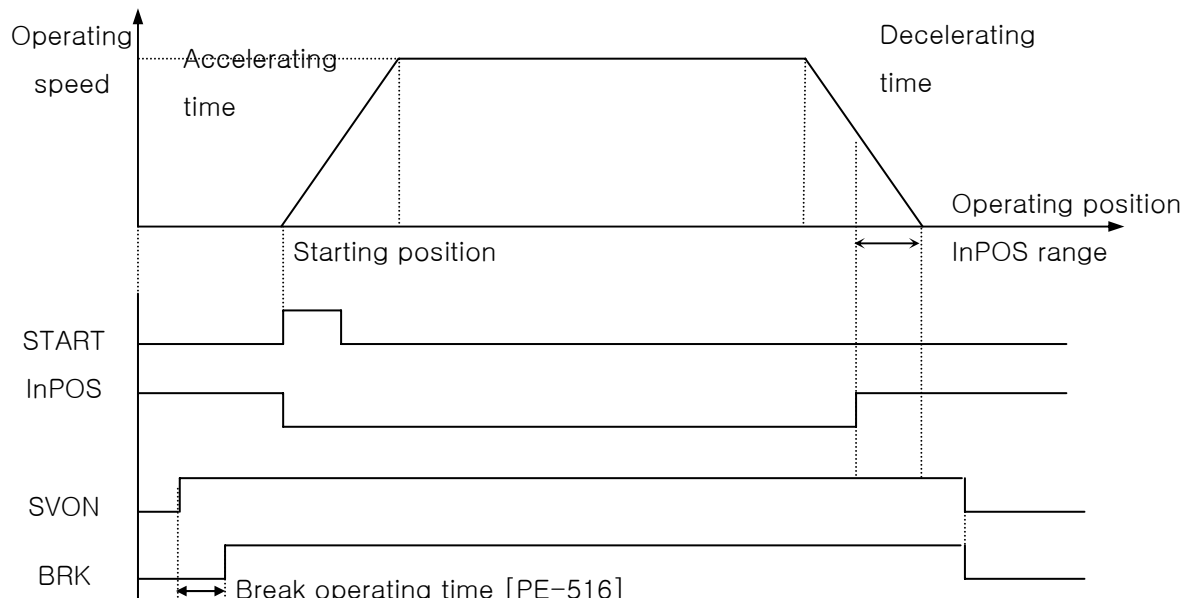 Operating
speed
Accelerating
time
Decelerating
time
Operating position
Starting position
InPOS range
START
InPOS
SVON
BRK
Break operating time [PE-516]